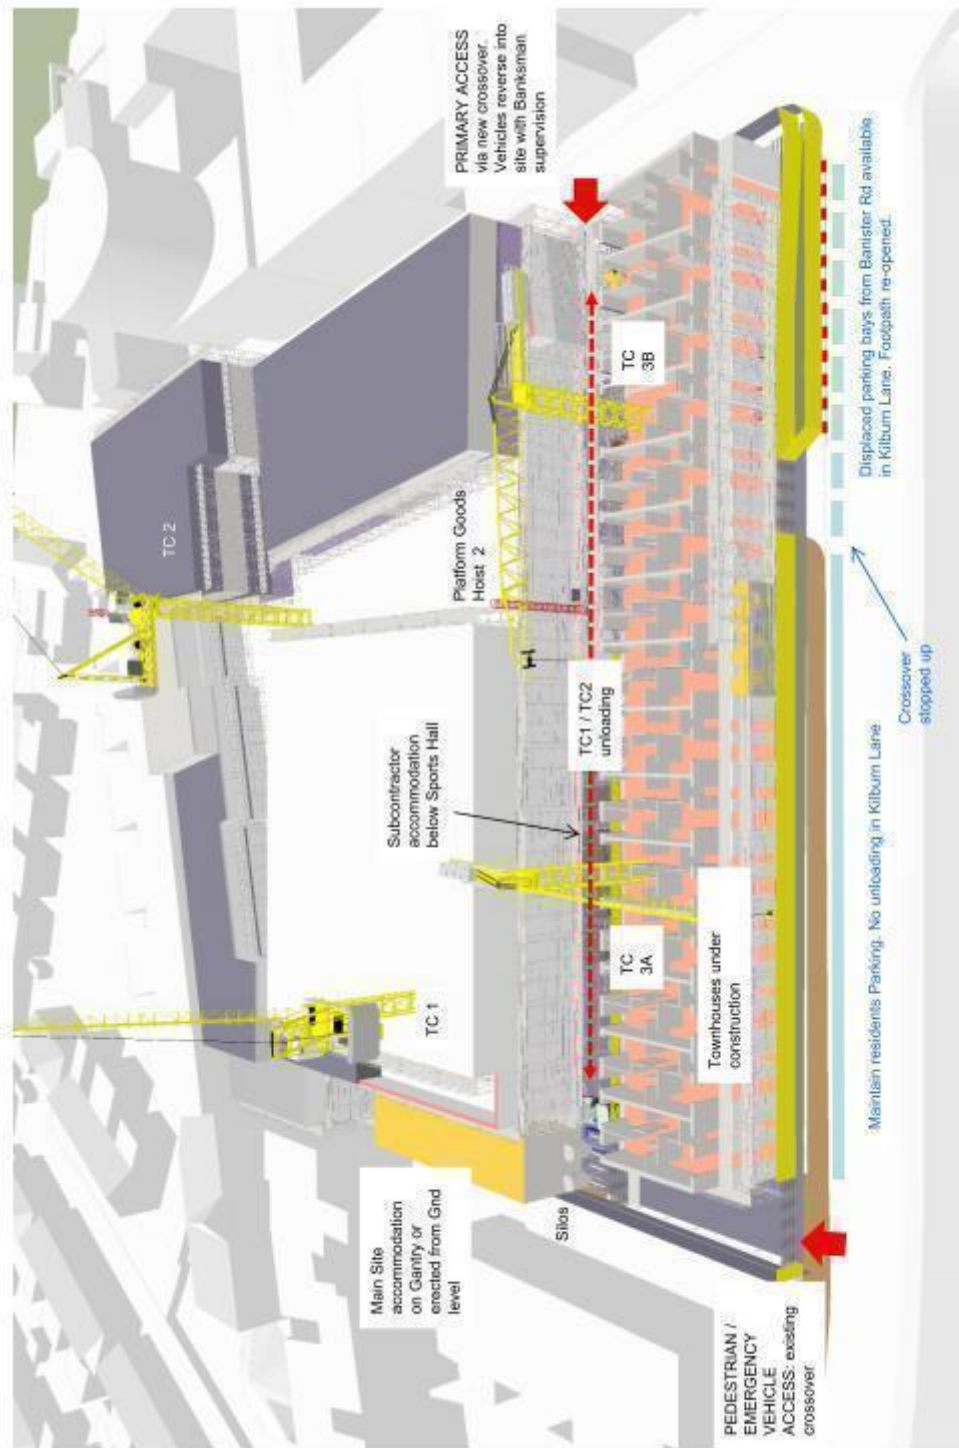 PRIMARY ACCESS
via new crossover.
Vehicles reverse into
site with Banksman
supervision
TC 2
Platform Goods
Hoist 2
TC
3B
Subcontractor
accommodation
below Sports Hall
TC1 / TC2
unloading
TC 1
TC
3A
Townhouses under
construction
Main Site
accommodation
on Gantry or
erected from Gnd
level
Silos
PEDESTRIAN /
EMERGENCY
VEHICLE
ACCESS: existing
crossover
Maintain residents Parking. No unloading in Kilburn Lane
Crossover
stopped up
Displaced parking bays from Banister Rd available
in Kilburn Lane. Footpath re-opened.